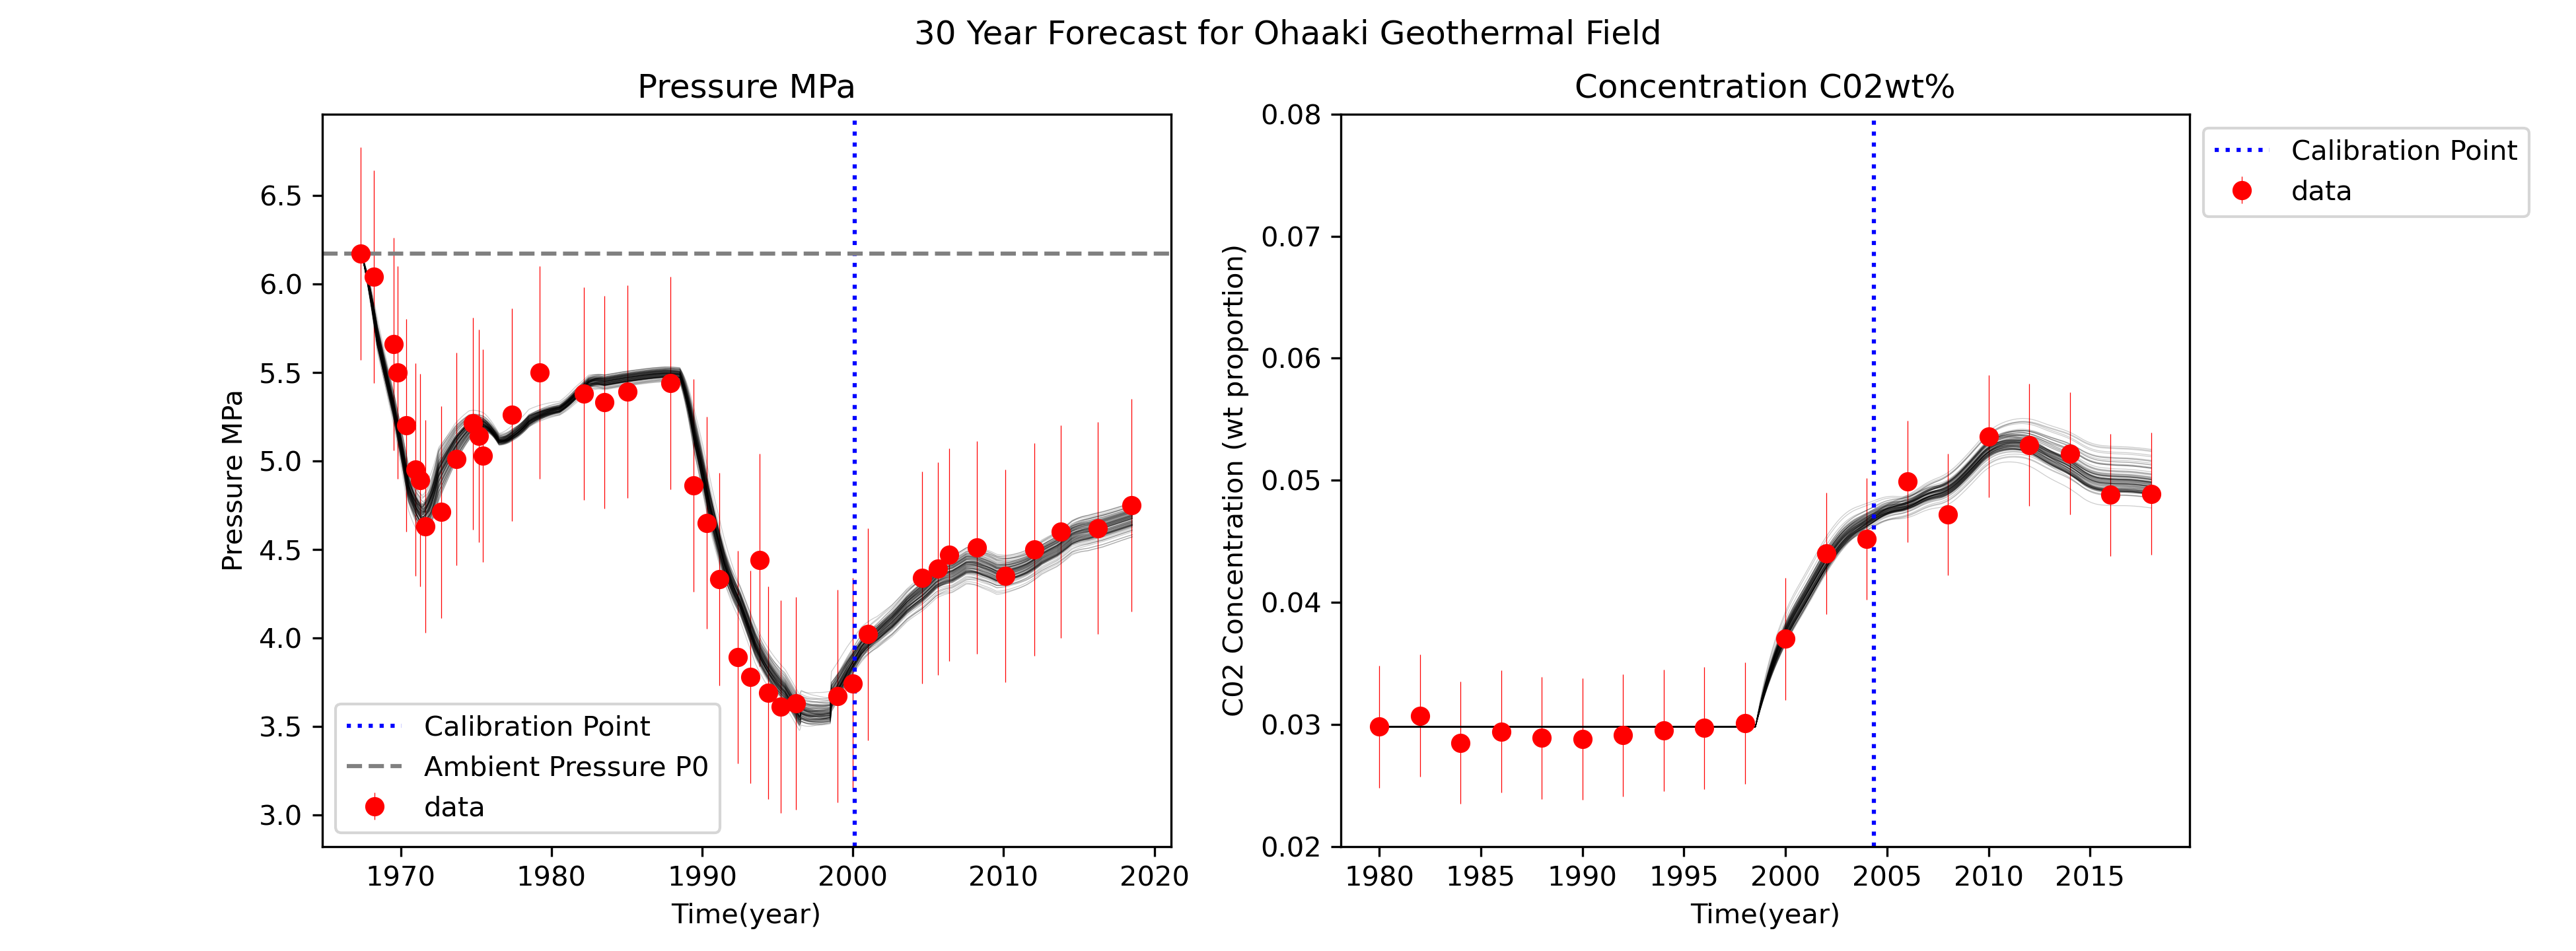 30 Year Forecast for Ohaaki Geothermal Field
Pressure MPa
Pressure MPa
6.5
6.0
5.5
5.0
4.5
4.0
3.5
3.0
Calibration Point
Ambient Pressure P0
data
1970 1980 1990 2000 2010 2020
Time(year)
Concentration C02wt%
C02 Concentration (wt proportion)
0.08
0.07
0.06
0.05
0.04
0.03
0.02
1980 1985 1990 1995 2000 2005 2010 2015
Time(year)
Calibration Point
data